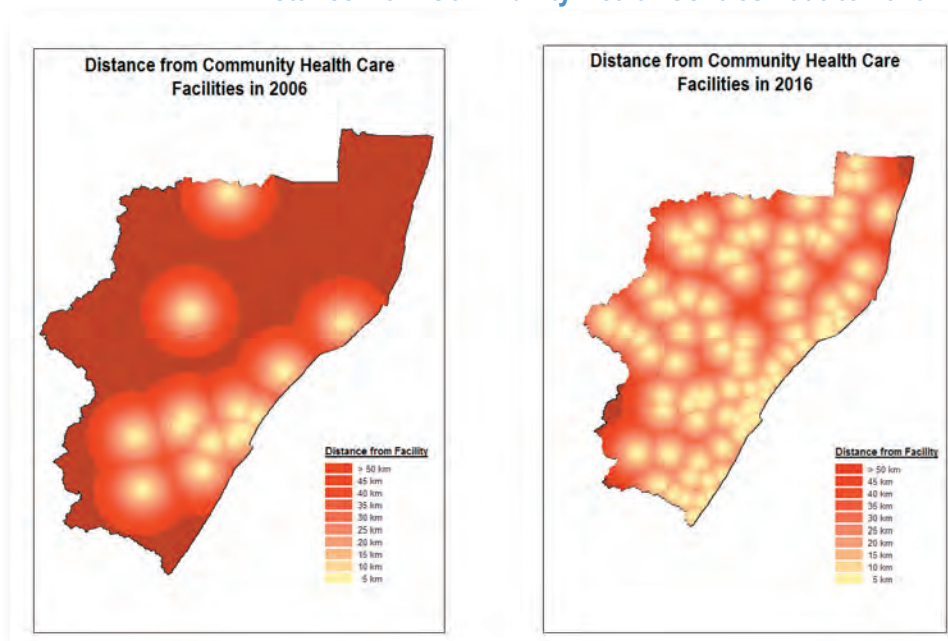 Distance from Community Health Care
Facilities in 2006
Distance from Facility
> 50 km
45 km
40 km
35 km
30 km
25 km
20 km
15 km
10 km
5 km
Distance from Community Health Care
Facilities in 2016
Distance from Facility
> 50 km
45 km
40 km
35 km
30 km
25 km
20 km
15 km
10 km
5 km